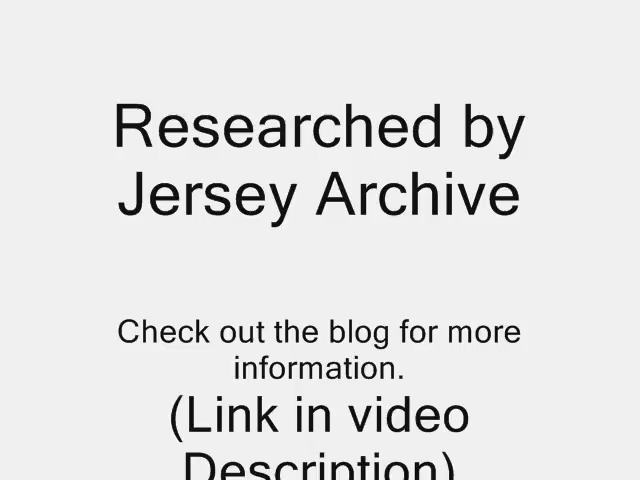 Researched by
Jersey Archive
Check out the blog for more
information.
(Link in video
Description)